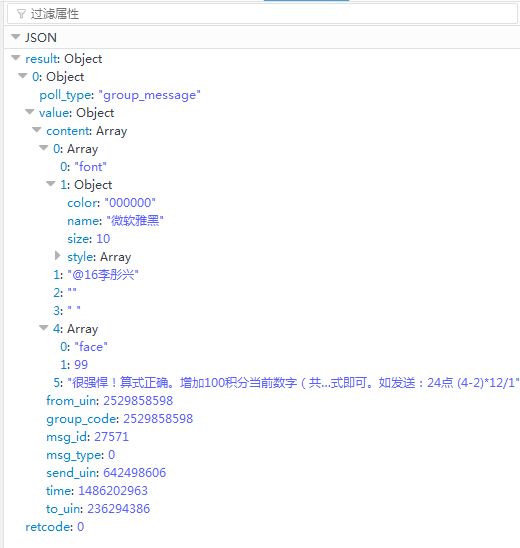 过滤属性
JSON
result: Object
0: Object
poll_type: "group_message"
value: Object
content: Array
0: Array
0: "font"
1: Object
color: "000000"
name: "微软雅黑"
size: 10
style: Array
1: "@16李彤兴"
2: ""
3: " "
4: Array
0: "face"
1: 99
5: "很强悍！算式正确。增加100积分当前数字（共…式即可。如发送：24点 (4-2)*12/1"
from_uin: 2529858598
group_code: 2529858598
msg_id: 27571
msg_type: 0
send_uin: 642498606
time: 1486202963
to_uin: 236294386
retcode: 0